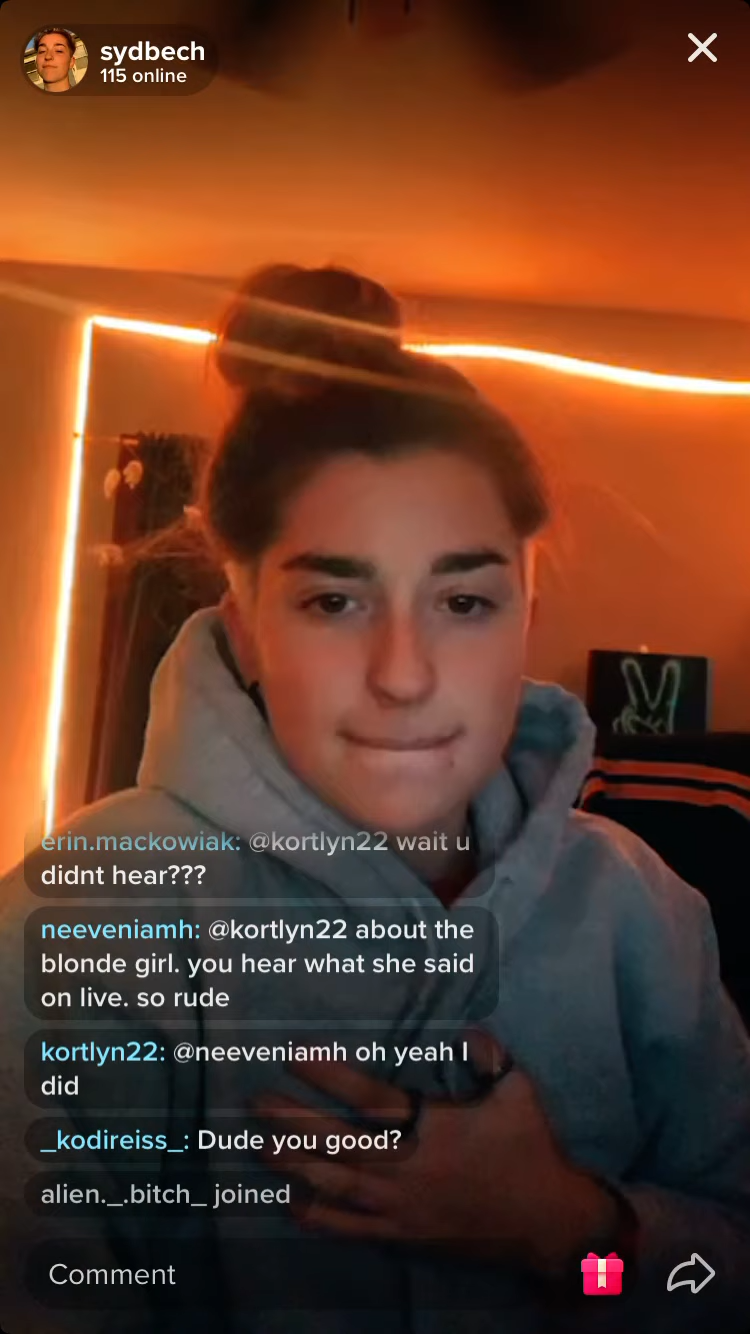 sydbech
115 online
erin.mackowiak: @kortlyn22 wait u
didnt hear???
neeveniamh: @kortlyn22 about the
blonde girl. you hear what she said
on live. so rude
kortlyn22: @neeveniamh oh yeah I
did
_kodireiss_: Dude you good?
alien._.bitch_ joined
Comment